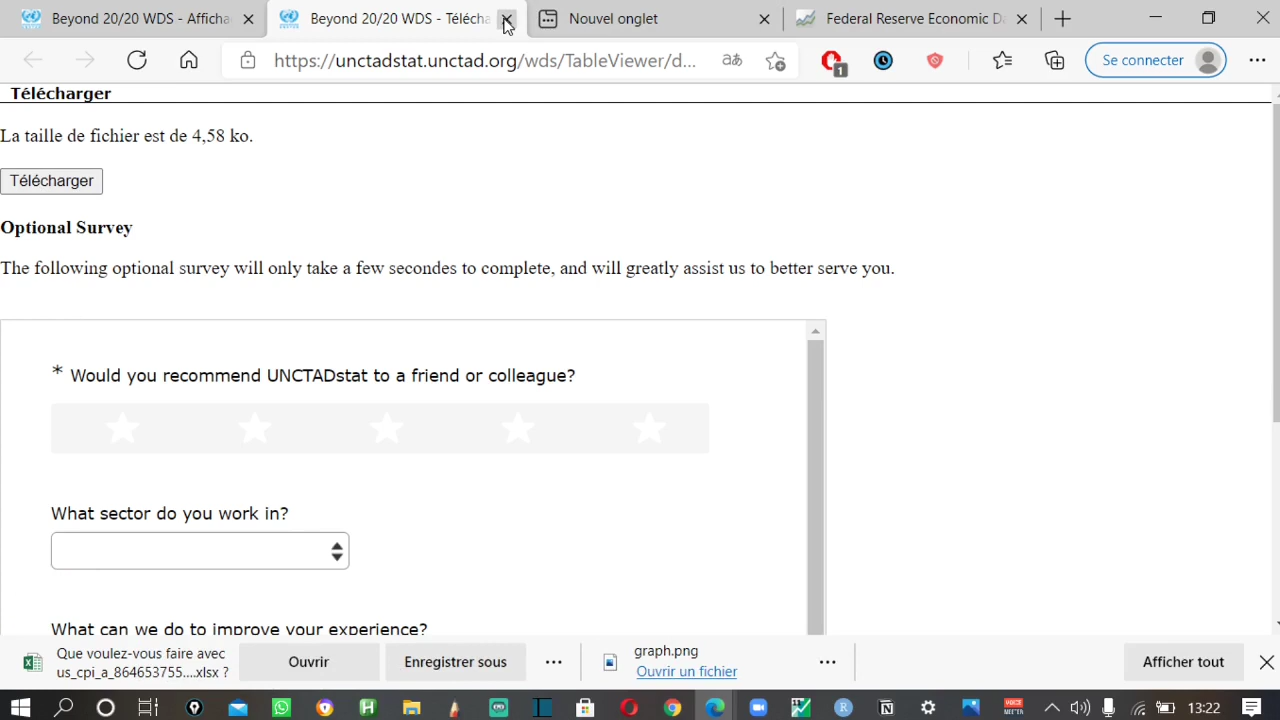 Beyond 20/20 WDS - Afficha
Beyond 20/20 WDS - Télécha
Nouvel onglet
Federal Reserve Economic D
https://unctadstat.unctad.org/wds/TableViewer/d...
aあ
1
Se connecter
Télécharger
La taille de fichier est de 4,58 ko.
Télécharger
Optional Survey
The following optional survey will only take a few secondes to complete, and will greatly assist us to better serve you.
* Would you recommend UNCTADstat to a friend or colleague?
What sector do you work in?
What can we do to improve your experience?
Que voulez-vous faire avec
us_cpi_a_864653755....xlsx ?
Ouvrir
Enregistrer sous
graph.png
Ouvrir un fichier
Afficher tout
13:22